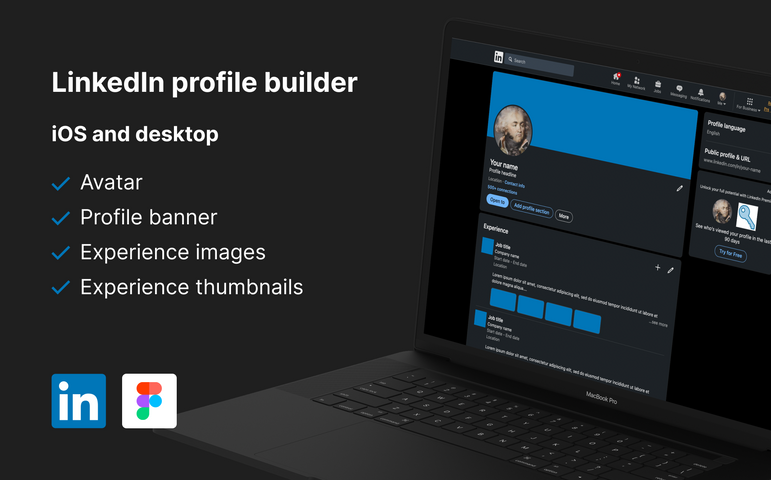 LinkedIn profile builder
iOS and desktop
Avatar
Profile banner
Experience images
Experience thumbnails
in
in
Search
Home
My Network
Jobs
Messaging
Notifications
Me
For Business
Your name
Profile headline
Location · Contact info
500+ connections
Open to
Add profile section
More
Profile language
English
Public profile & URL
www.linkedin.com/in/your-name
Unlock your full potential with LinkedIn
See who's viewed your profile in the last
90 days
Try for Free
Experience
Job title
Company name
Start date - End date
Location
Lorem ipsum dolor sit amet, consectetur adipiscing elit, sed do eiusmod tempor incididunt ut labore et
dolore magna aliqua...
...see more
Job title
Company name
Start date - End date
Location
Lorem ipsum dolor sit amet, consectetur adipiscing elit, sed do eiusmod tempor incididunt ut labore et
MacBook Pro